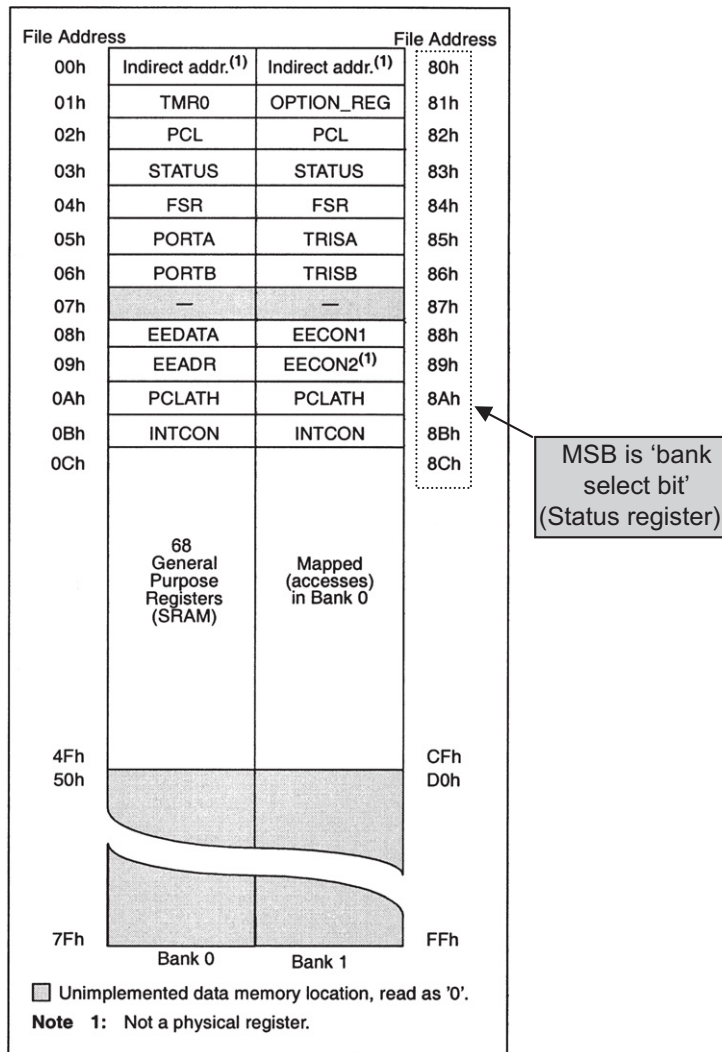 File Address File Address
00h Indirect addr.(1) Indirect addr.(1) 80h
01h TMR0 OPTION_REG 81h
02h PCL PCL 82h
03h STATUS STATUS 83h
04h FSR FSR 84h
05h PORTA TRISA 85h
06h PORTB TRISB 86h
07h — — 87h
08h EEDATA EECON1 88h
09h EEADR EECON2(1) 89h
0Ah PCLATH PCLATH 8Ah
0Bh INTCON INTCON 8Bh
0Ch 8Ch
MSB is ‘bank
select bit’
(Status register)
68
General
Purpose
Registers
(SRAM)
Mapped
(accesses)
in Bank 0
4Fh CFh
50h D0h
7Fh FFh
Bank 0 Bank 1
Unimplemented data memory location, read as '0'.
Note 1: Not a physical register.